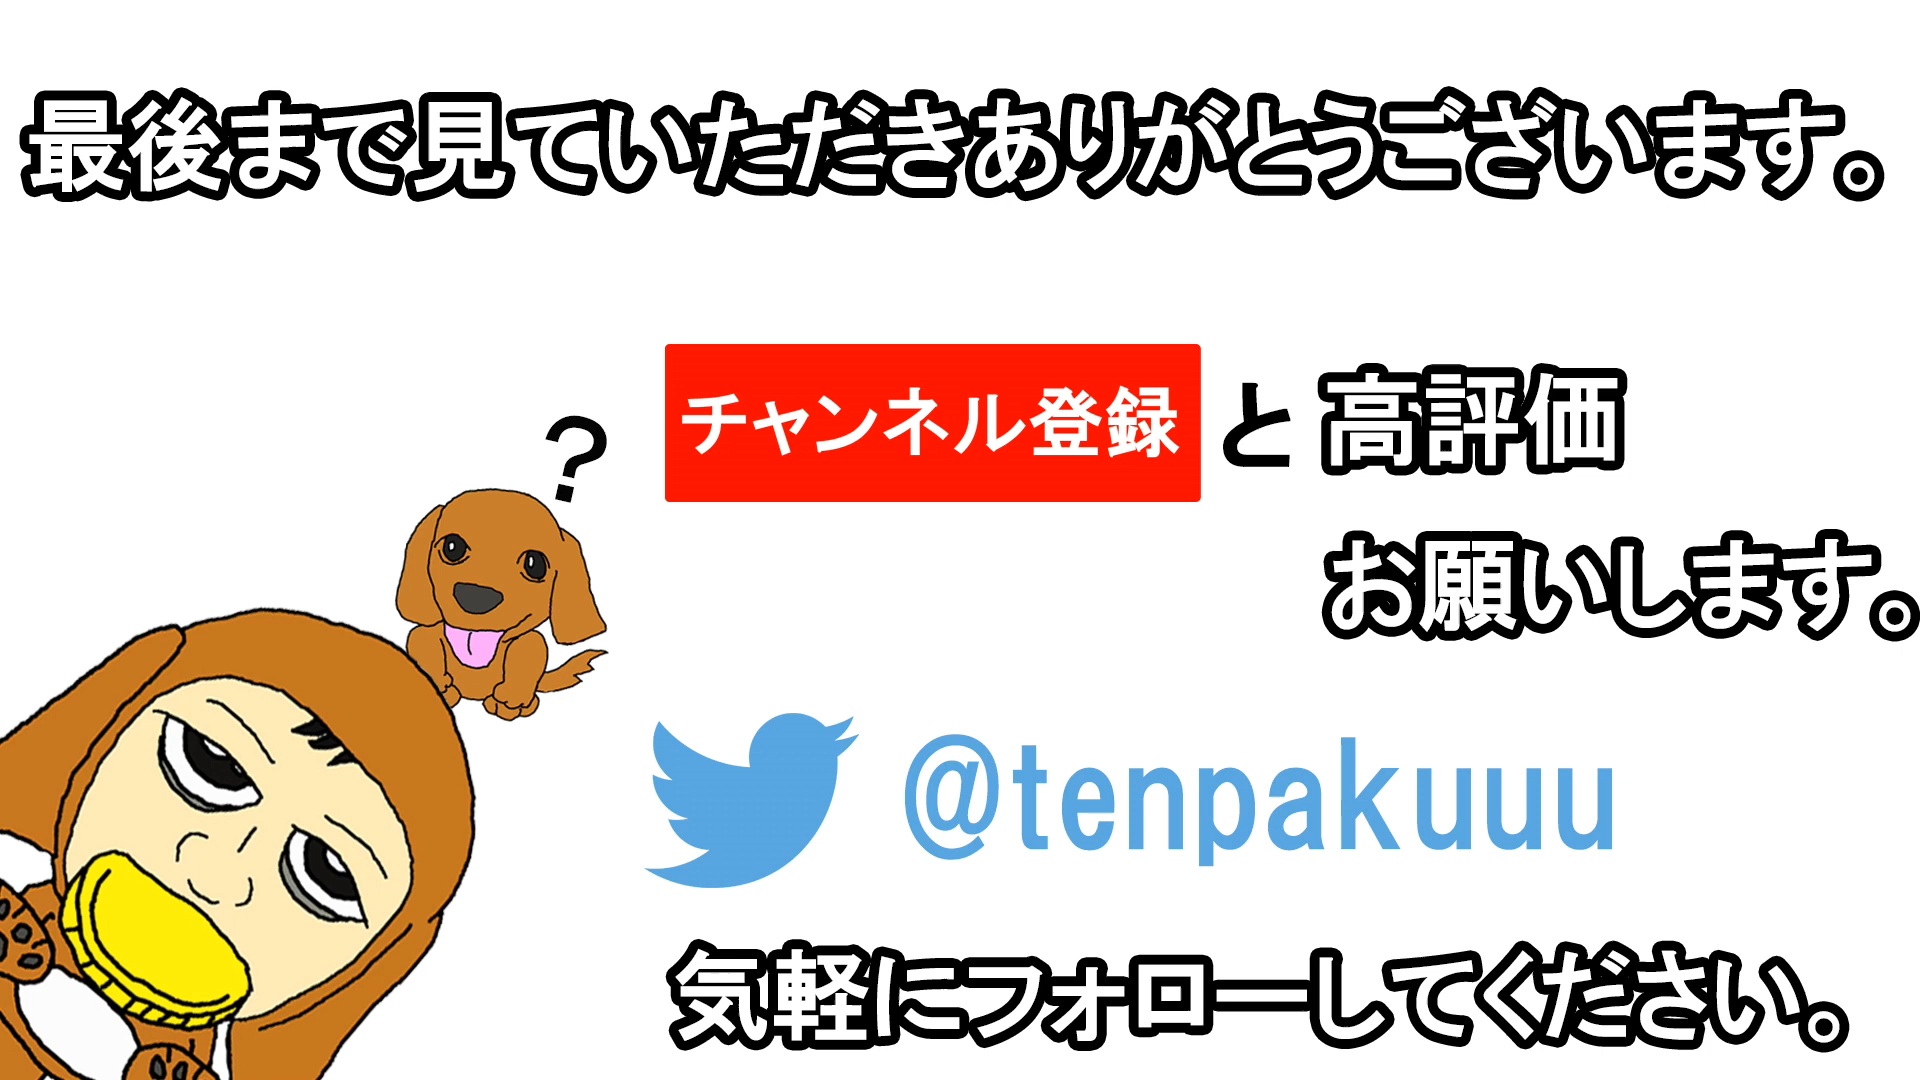 最後まで見ていただきありがとうございます。
チャンネル登録 と 高評価
お願いします。
?
@tenpakuuu
気軽にフォローしてください。